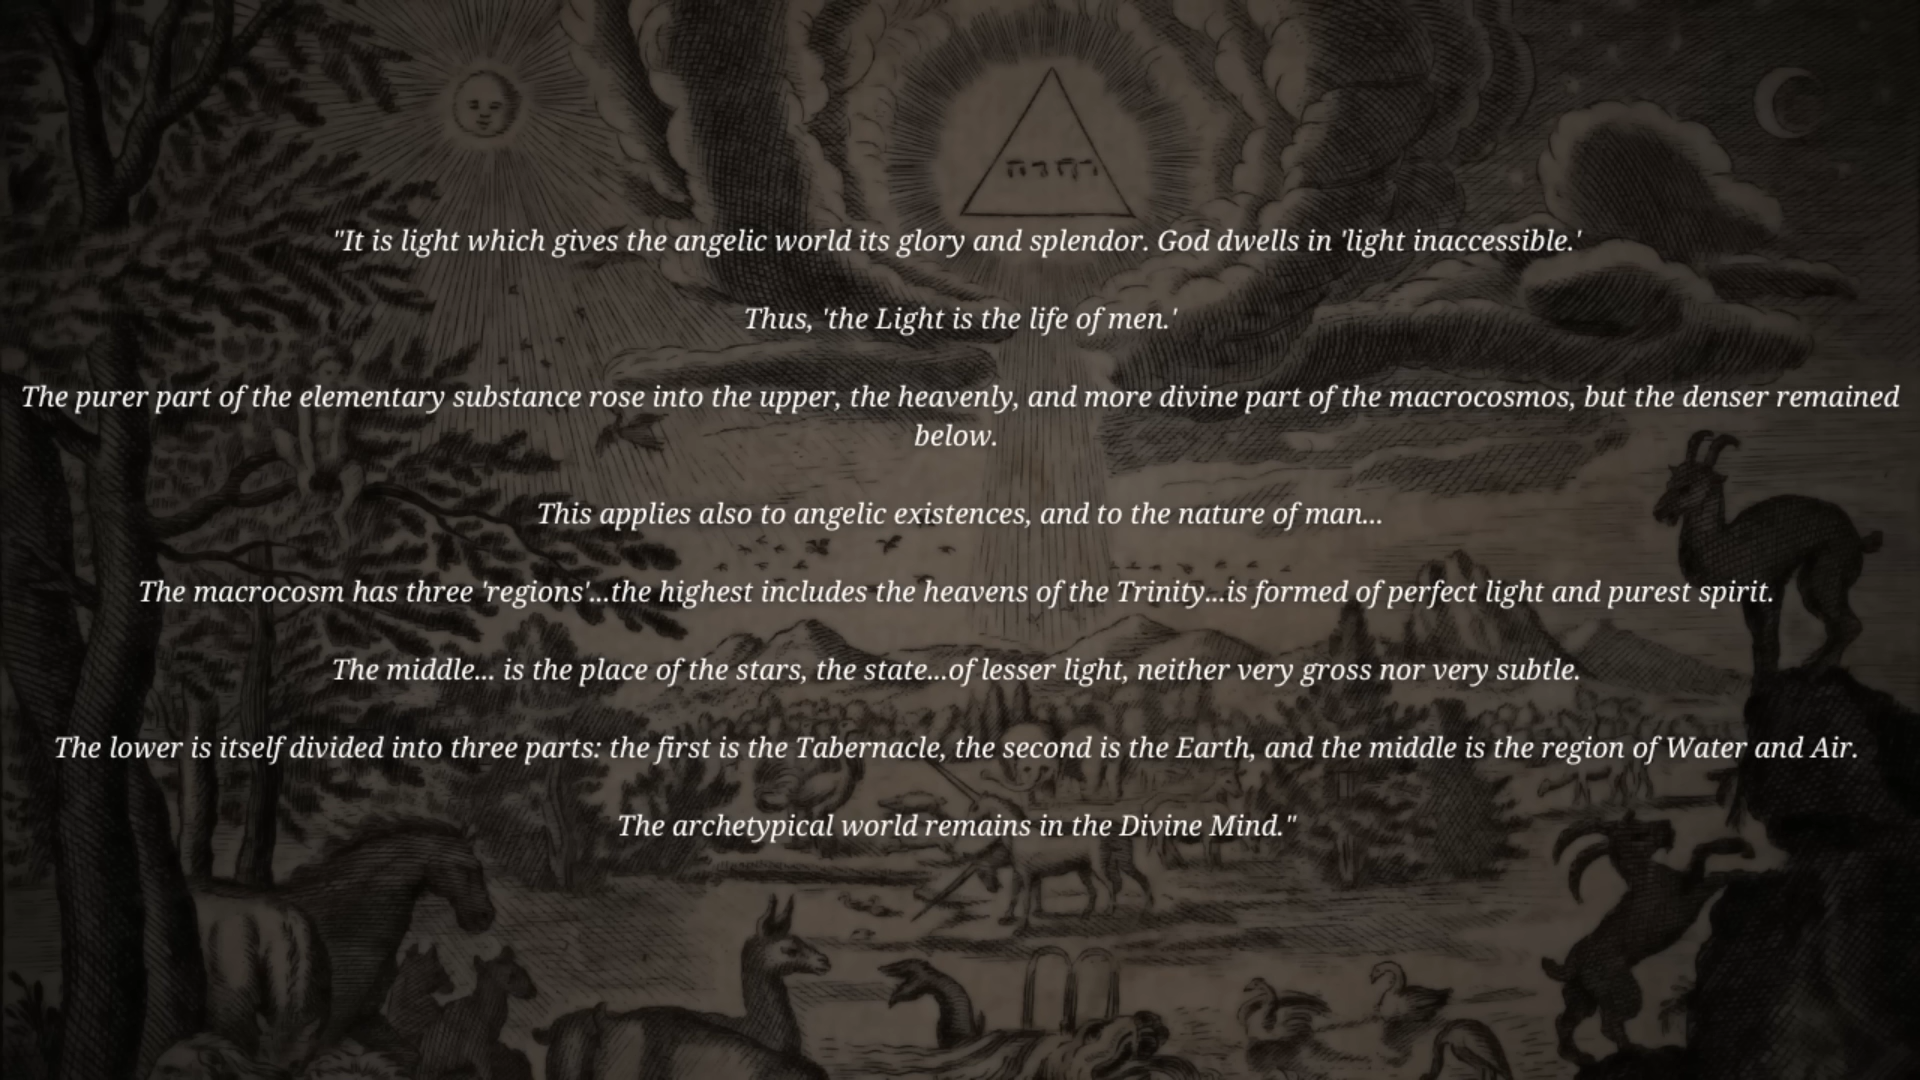 יהוה
"It is light which gives the angelic world its glory and splendor. God dwells in 'light inaccessible.'
Thus, 'the Light is the life of men.'
The purer part of the elementary substance rose into the upper, the heavenly, and more divine part of the macrocosmos, but the denser remained
below.
This applies also to angelic existences, and to the nature of man...
The macrocosm has three 'regions'...the highest includes the heavens of the Trinity...is formed of perfect light and purest spirit.
The middle... is the place of the stars, the state...of lesser light, neither very gross nor very subtle.
The lower is itself divided into three parts: the first is the Tabernacle, the second is the Earth, and the middle is the region of Water and Air.
The archetypical world remains in the Divine Mind."